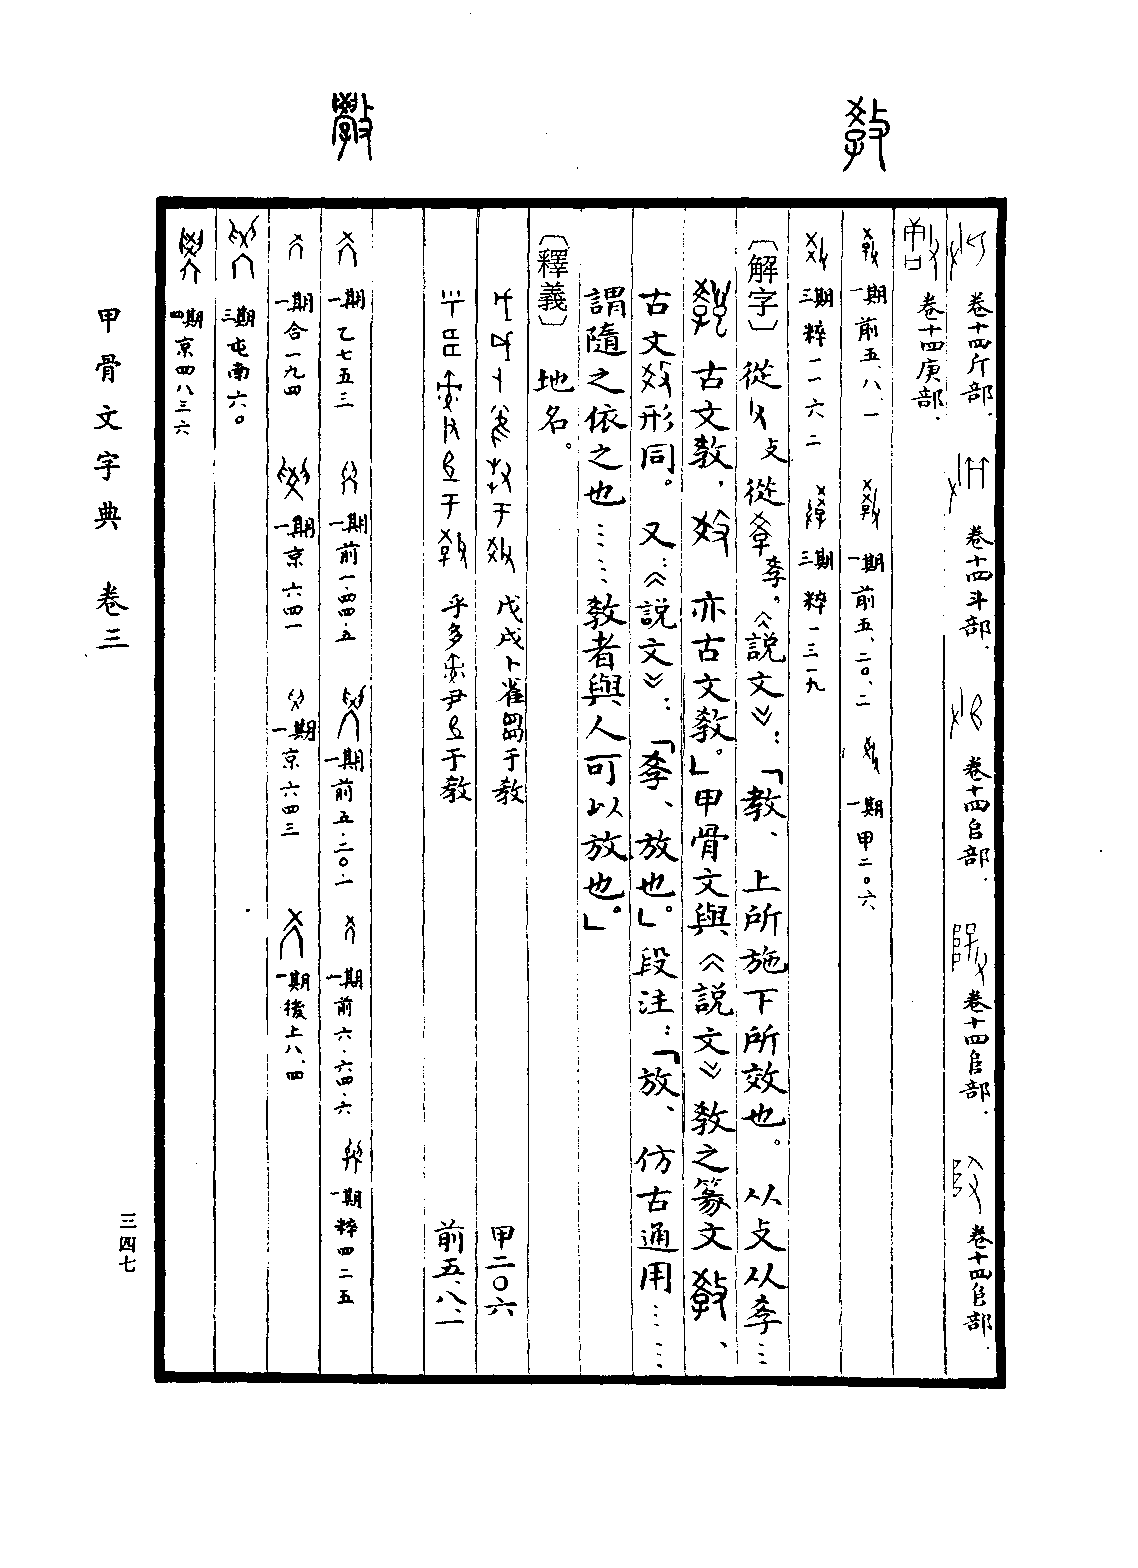 卷十四斤部． 卷十四斗部． 卷十四𨸏部． 卷十四𨸏部． 卷十四𨸏部．
卷十四庚部．
教
一期 前五．八．一 一期 前五．二〇．二 一期 甲二〇六
三期 粹一一六二 三期 粹一三一九
〔解字〕從攴從𡥈。《說文》：「教、上所施下所效也。从攴从𡥈……
古文教，亦古文教。」甲骨文與《說文》教之篆文、
古文形同。又：《說文》：「𡥈、放也。」段注：「放、仿古通用……
謂隨之依之也……教者與人可以放也。」
〔釋義〕地名。
戊戌卜雀芻于教 甲二〇六
乎多尹于教 前五．八．一
斆
一期 乙七五三 一期 前一．四四．五 一期 前五．二〇．一 一期 前六．六四．六 一期 粹四二五
一期 合一九四 一期 京六四一 一期 京六四三 一期 後上八．四
三期 屯南六〇
四期 京四八三六
甲骨文字典 卷三
三四七